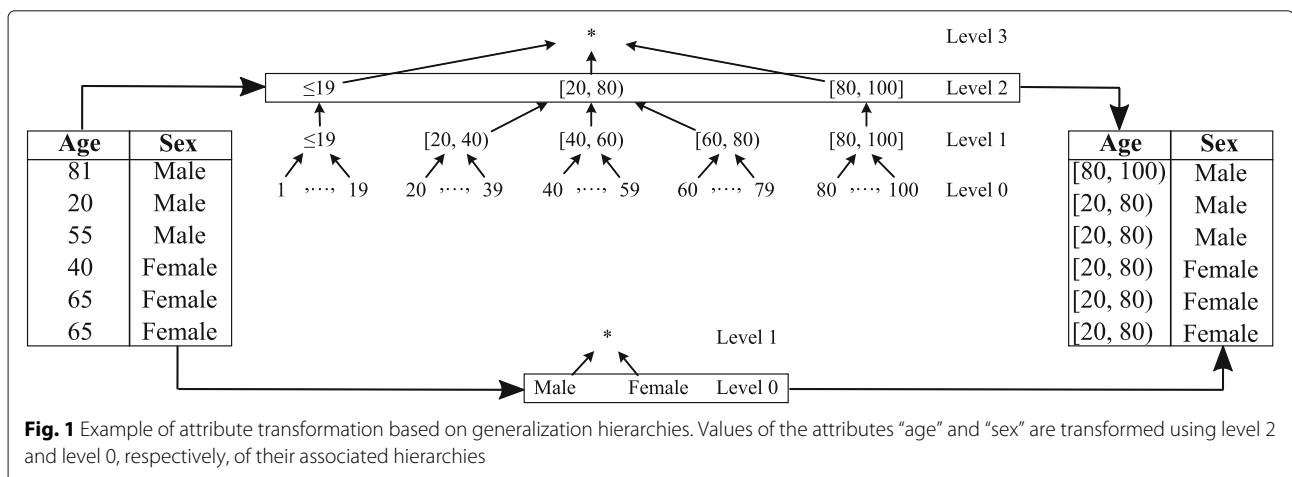 * Level 3
≤19 [20, 80) [80, 100] Level 2
≤19 [20, 40) [40, 60) [60, 80) [80, 100] Level 1
1 ,..., 19 20 ,..., 39 40 ,..., 59 60 ,..., 79 80 ,..., 100 Level 0
Age Sex
81 Male
20 Male
55 Male
40 Female
65 Female
65 Female
* Level 1
Male Female Level 0
Age Sex
[80, 100) Male
[20, 80) Male
[20, 80) Male
[20, 80) Female
[20, 80) Female
[20, 80) Female
Fig. 1 Example of attribute transformation based on generalization hierarchies. Values of the attributes “age” and “sex” are transformed using level 2
and level 0, respectively, of their associated hierarchies